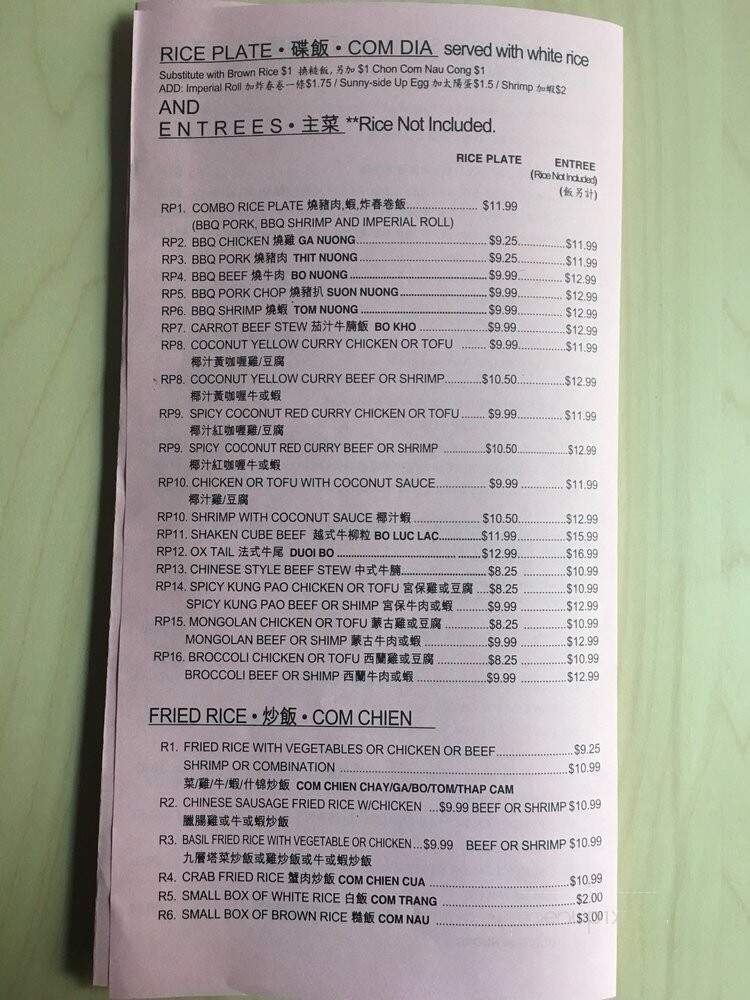 RICE PLATE • 碟飯 • COM DIA served with white rice
Substitute with Brown Rice $1 換糙飯, 另加 $1 Chon Com Nau Cong $1
ADD: Imperial Roll 加炸春卷一條$1.75 / Sunny-side Up Egg 加太陽蛋$1.5 / Shrimp 加蝦$2
AND
ENTREES • 主菜 **Rice Not Included.
RICE PLATE ENTREE
(Rice Not Included)
(飯另計)
RP1. COMBO RICE PLATE 燒豬肉,蝦,炸春卷飯........................ $11.99
(BBQ PORK, BBQ SHRIMP AND IMPERIAL ROLL)
RP2. BBQ CHICKEN 燒雞 GA NUONG........................ $9.25............$11.99
RP3. BBQ PORK 燒豬肉 THIT NUONG........................ $9.25............$11.99
RP4. BBQ BEEF 燒牛肉 BO NUONG........................ $9.99............ $12.99
RP5. BBQ PORK CHOP 燒豬扒 SUON NUONG........................ $9.99............ $12.99
RP6. BBQ SHRIMP 燒蝦 TOM NUONG........................ $9.99............ $12.99
RP7. CARROT BEEF STEW 茄汁牛腩飯 BO KHO ................$9.99............ $12.99
RP8. COCONUT YELLOW CURRY CHICKEN OR TOFU ........ $9.99............$11.99
椰汁黃咖喱雞/豆腐
RP8. COCONUT YELLOW CURRY BEEF OR SHRIMP............$10.50............$12.99
椰汁黃咖喱牛或蝦
RP9. SPICY COCONUT RED CURRY CHICKEN OR TOFU ....... $9.99............ $11.99
椰汁紅咖喱雞/豆腐
RP9. SPICY COCONUT RED CURRY BEEF OR SHRIMP ............$10.50............$12.99
椰汁紅咖喱牛或蝦
RP10. CHICKEN OR TOFU WITH COCONUT SAUCE............. $9.99 ............ $11.99
椰汁雞/豆腐
RP10. SHRIMP WITH COCONUT SAUCE 椰汁蝦 ................ $10.50............$12.99
RP11. SHAKEN CUBE BEEF 越式牛柳粒 BO LUC LAC............$11.99............$15.99
RP12. OX TAIL 法式牛尾 DUOI BO ........................ $12.99............$16.99
RP13. CHINESE STYLE BEEF STEW 中式牛腩........................ $8.25 ............$10.99
RP14. SPICY KUNG PAO CHICKEN OR TOFU 宮保雞或豆腐 ....$8.25 ............$10.99
SPICY KUNG PAO BEEF OR SHIMP 宮保牛肉或蝦 .........$9.99 ............$12.99
RP15. MONGOLAN CHICKEN OR TOFU 蒙古雞或豆腐 .............$8.25 ............$10.99
MONGOLAN BEEF OR SHIMP 蒙古牛肉或蝦 ..................$9.99 ............$12.99
RP16. BROCCOLI CHICKEN OR TOFU 西蘭雞或豆腐 ...............$8.25 ............$10.99
BROCCOLI BEEF OR SHIMP 西蘭牛肉或蝦 ....................$9.99 ............$12.99
FRIED RICE • 炒飯 • COM CHIEN
R1. FRIED RICE WITH VEGETABLES OR CHICKEN OR BEEF....................$9.25
SHRIMP OR COMBINATION ........................$10.99
菜/雞/牛/蝦/什锦炒飯 COM CHIEN CHAY/GA/BO/TOM/THAP CAM
R2. CHINESE SAUSAGE FRIED RICE W/CHICKEN ...$9.99 BEEF OR SHRIMP $10.99
臘腸雞或牛或蝦炒飯
R3. BASIL FRIED RICE WITH VEGETABLE OR CHICKEN...$9.99 BEEF OR SHRIMP $10.99
九層塔菜炒飯或雞炒飯或牛或蝦炒飯
R4. CRAB FRIED RICE 蟹肉炒飯 COM CHIEN CUA ........................$10.99
R5. SMALL BOX OF WHITE RICE 白飯 COM TRANG ........................$2.00
R6. SMALL BOX OF BROWN RICE 糙飯 COM NAU ........................$3.00